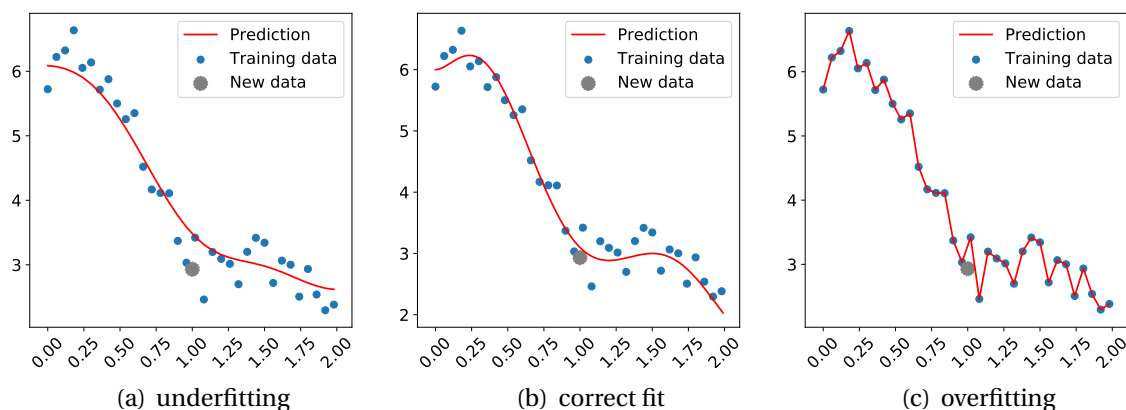 Prediction
Training data
New data
6
5
4
3
0.00 0.25 0.50 0.75 1.00 1.25 1.50 1.75 2.00
(a) underfitting
Prediction
Training data
New data
6
5
4
3
2
0.00 0.25 0.50 0.75 1.00 1.25 1.50 1.75 2.00
(b) correct fit
Prediction
Training data
New data
6
5
4
3
0.00 0.25 0.50 0.75 1.00 1.25 1.50 1.75 2.00
(c) overfitting